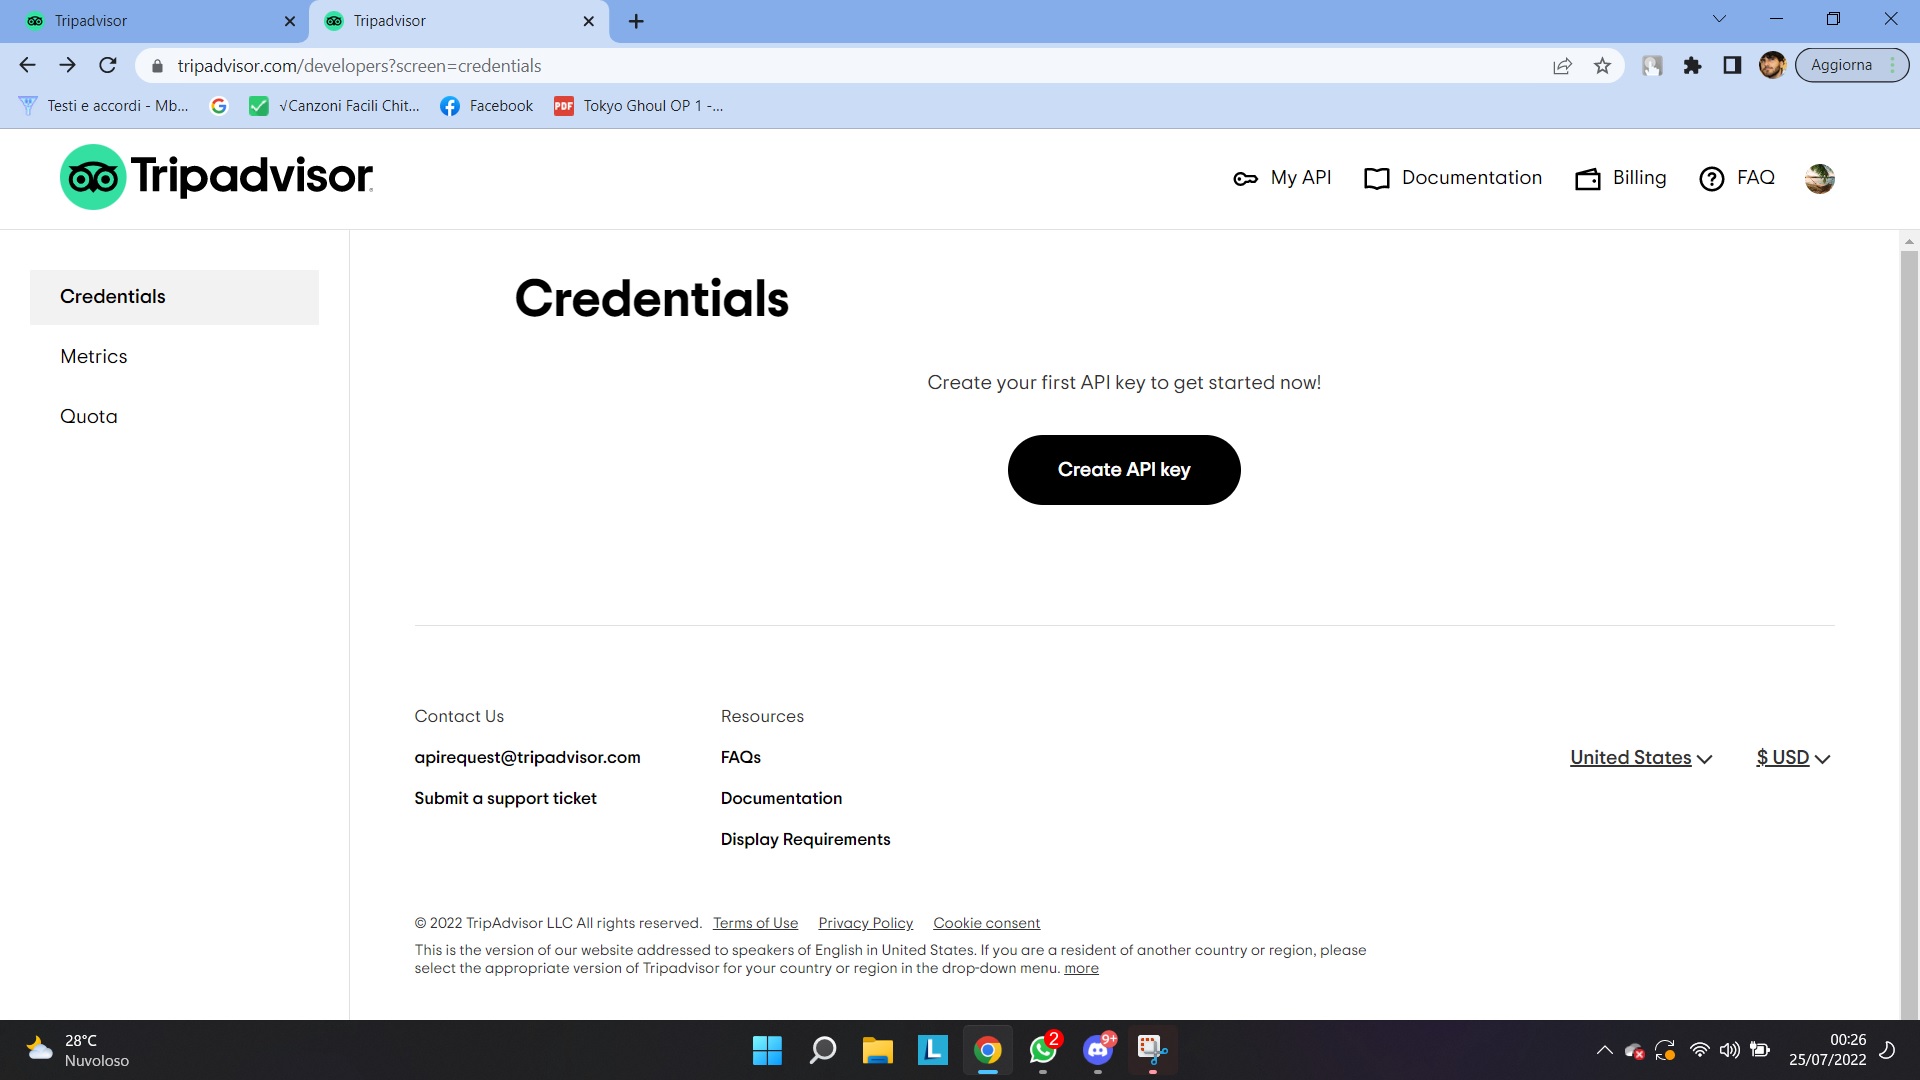 Tripadvisor
Tripadvisor
tripadvisor.com/developers?screen=credentials
Aggiorna
Testi e accordi - Mb...
√Canzoni Facili Chit...
Facebook
PDF
Tokyo Ghoul OP 1 -...
Tripadvisor
My API
Documentation
Billing
FAQ
Credentials
Metrics
Quota
Credentials
Create your first API key to get started now!
Create API key
Contact Us
apirequest@tripadvisor.com
Submit a support ticket
Resources
FAQs
Documentation
Display Requirements
United States
$ USD
© 2022 TripAdvisor LLC All rights reserved. Terms of Use Privacy Policy Cookie consent
This is the version of our website addressed to speakers of English in United States. If you are a resident of another country or region, please
select the appropriate version of Tripadvisor for your country or region in the drop-down menu. more
28°C
Nuvoloso
L
2
9+
00:26
25/07/2022